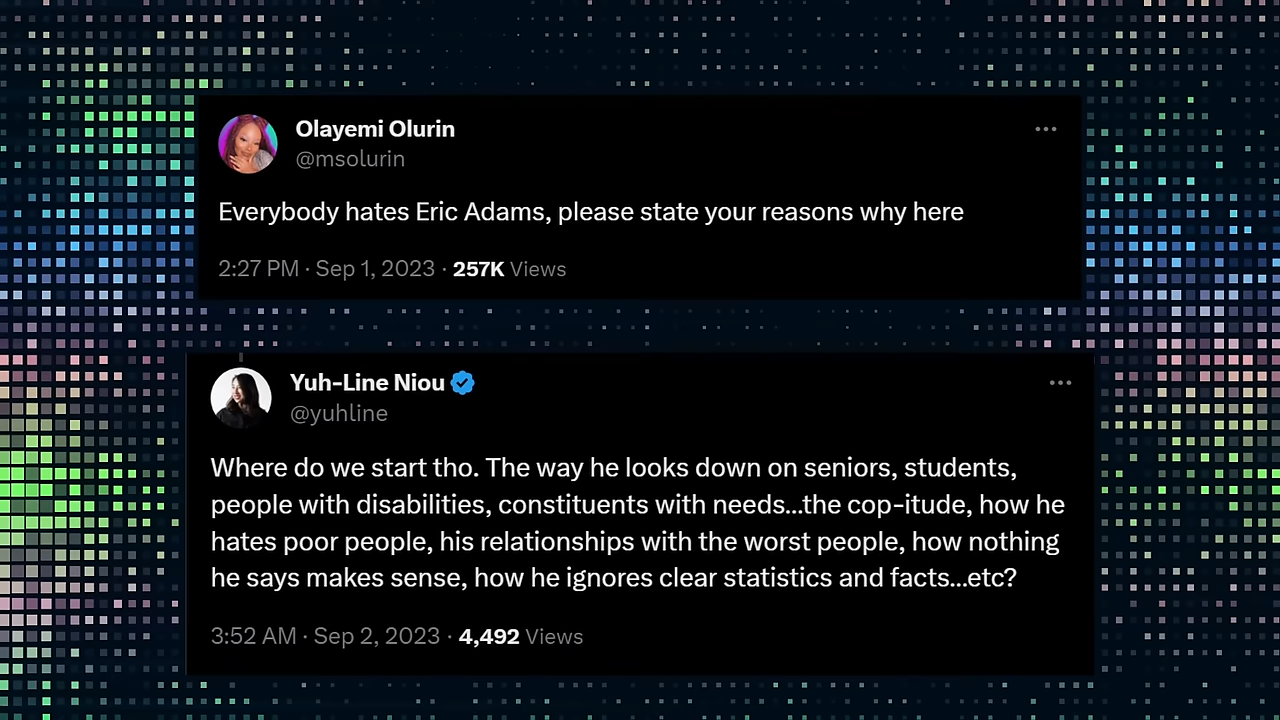 Olayemi Olurin
@msolurin
Everybody hates Eric Adams, please state your reasons why here
2:27 PM · Sep 1, 2023 · 257K Views
Yuh-Line Niou
@yuhline
Where do we start tho. The way he looks down on seniors, students,
people with disabilities, constituents with needs...the cop-itude, how he
hates poor people, his relationships with the worst people, how nothing
he says makes sense, how he ignores clear statistics and facts...etc?
3:52 AM · Sep 2, 2023 · 4,492 Views